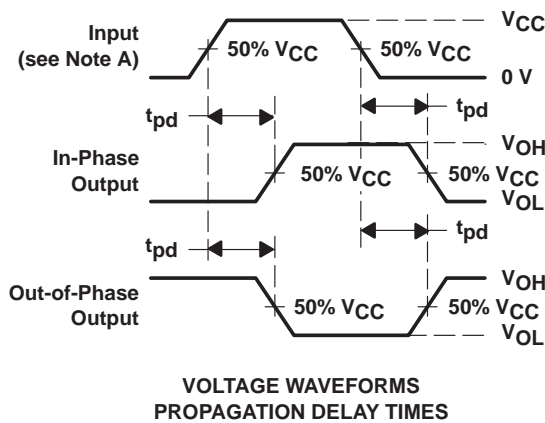 Input
(see Note A)
50% VCC
50% VCC
VCC
0 V
tpd
tpd
In-Phase
Output
50% VCC
VOH
50% VCC
VOL
tpd
tpd
Out-of-Phase
Output
50% VCC
VOH
50% VCC
VOL
VOLTAGE WAVEFORMS
PROPAGATION DELAY TIMES